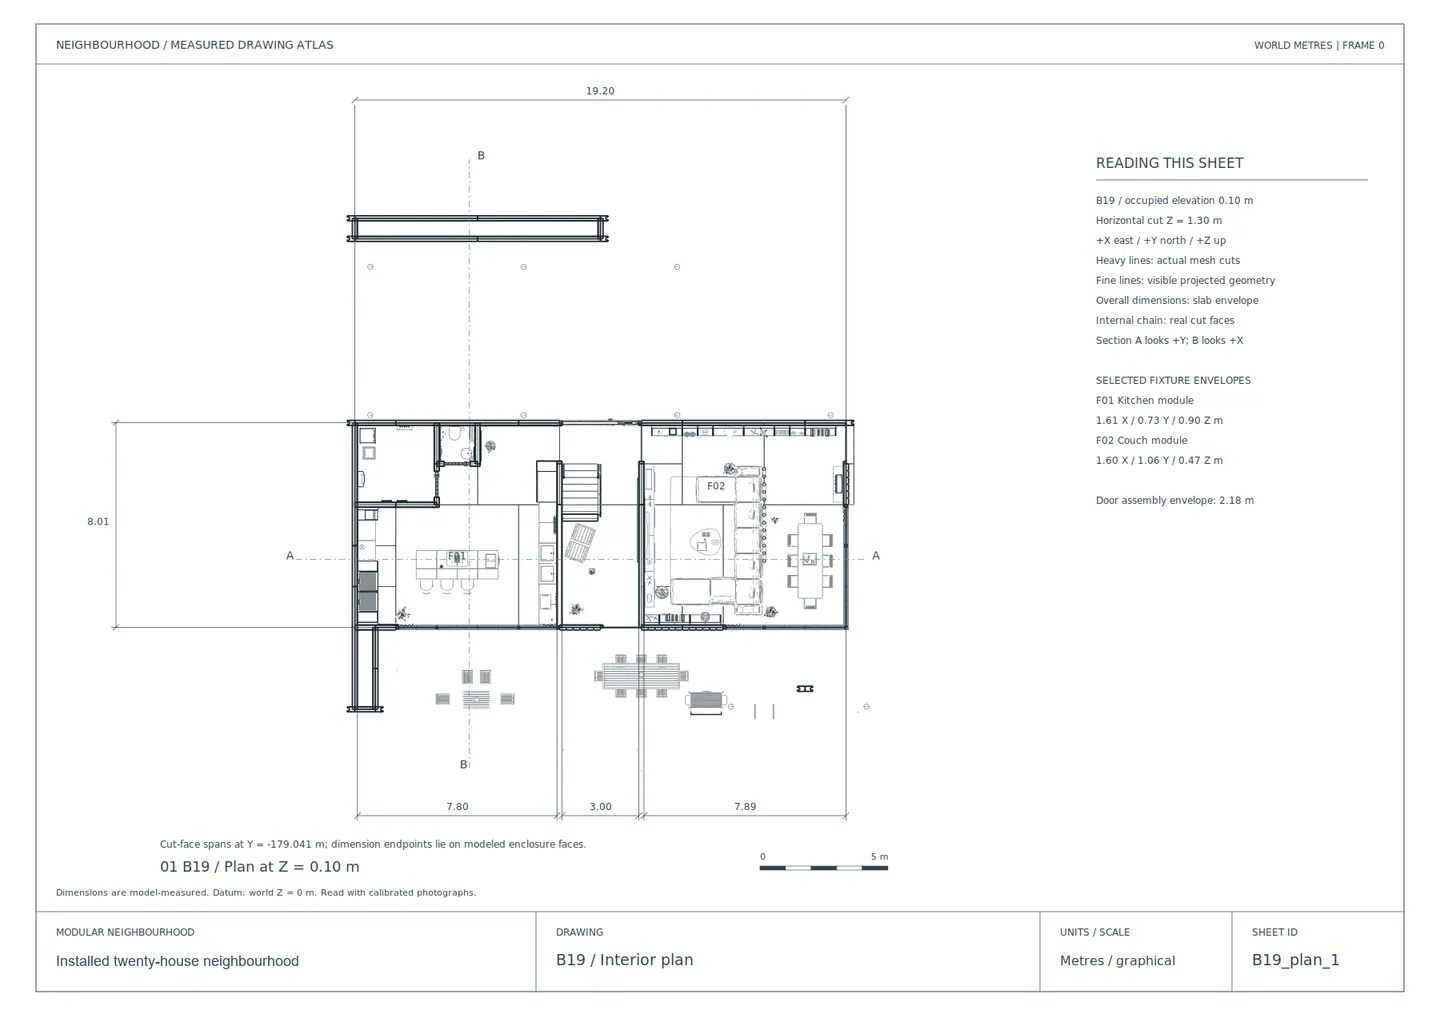 NEIGHBOURHOOD / MEASURED DRAWING ATLAS
WORLD METRES | FRAME 0
19.20
B
READING THIS SHEET
B19 / occupied elevation 0.10 m
Horizontal cut Z = 1.30 m
+X east / +Y north / +Z up
Heavy lines: actual mesh cuts
Fine lines: visible projected geometry
Overall dimensions: slab envelope
Internal chain: real cut faces
Section A looks +Y; B looks +X
SELECTED FIXTURE ENVELOPES
F01 Kitchen module
1.61 X / 0.73 Y / 0.90 Z m
F02 Couch module
1.60 X / 1.06 Y / 0.47 Z m
Door assembly envelope: 2.18 m
F02
8.01
A
F01
A
B
7.80
3.00
7.89
Cut-face spans at Y = -179.041 m; dimension endpoints lie on modeled enclosure faces.
01 B19 / Plan at Z = 0.10 m
0
5 m
Dimensions are model-measured. Datum: world Z = 0 m. Read with calibrated photographs.
MODULAR NEIGHBOURHOOD
Installed twenty-house neighbourhood
DRAWING
B19 / Interior plan
UNITS / SCALE
Metres / graphical
SHEET ID
B19_plan_1